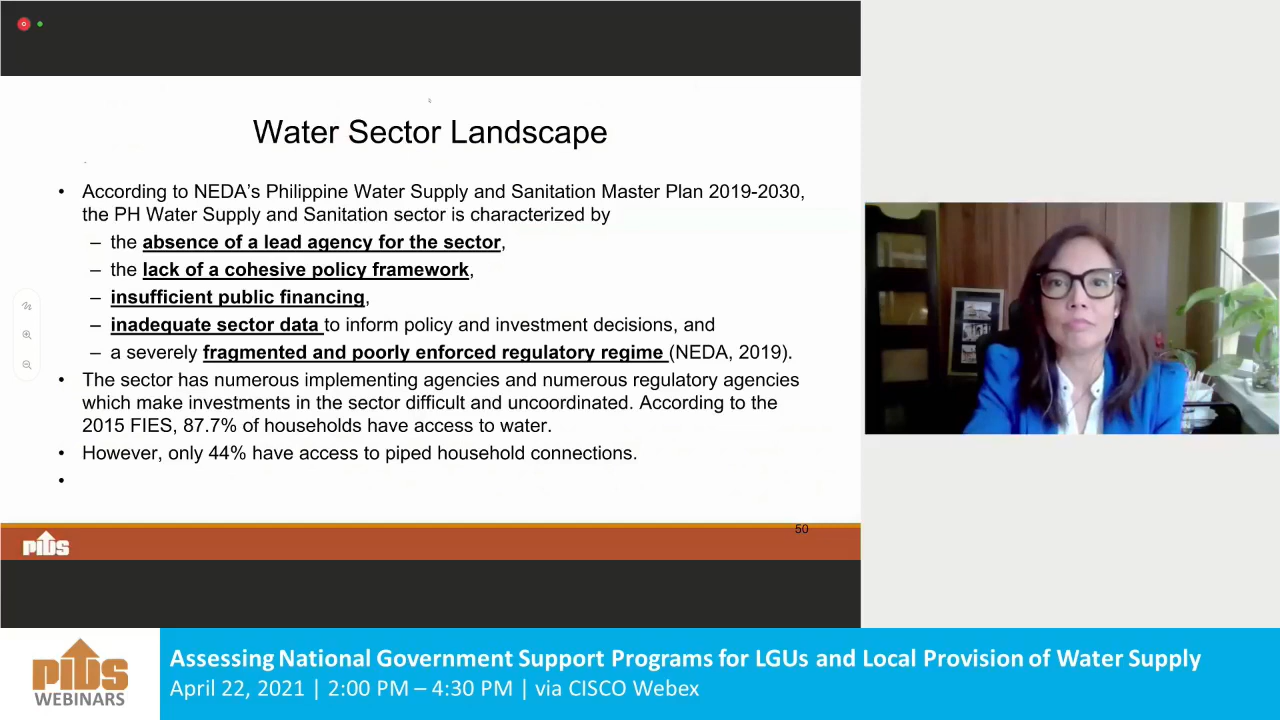 Water Sector Landscape
• According to NEDA's Philippine Water Supply and Sanitation Master Plan 2019-2030,
the PH Water Supply and Sanitation sector is characterized by
– the absence of a lead agency for the sector,
– the lack of a cohesive policy framework,
– insufficient public financing,
– inadequate sector data to inform policy and investment decisions, and
– a severely fragmented and poorly enforced regulatory regime (NEDA, 2019).
• The sector has numerous implementing agencies and numerous regulatory agencies
which make investments in the sector difficult and uncoordinated. According to the
2015 FIES, 87.7% of households have access to water.
• However, only 44% have access to piped household connections.
•
50
PIDS
PIDS
WEBINARS
Assessing National Government Support Programs for LGUs and Local Provision of Water Supply
April 22, 2021 | 2:00 PM – 4:30 PM | via CISCO Webex